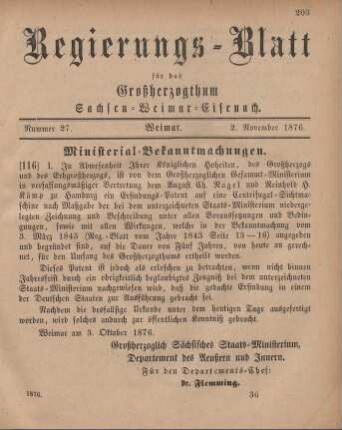 203
Regierungs-Blatt
für das
Großherzogthum
Sachsen-Weimar-Eisenach.
Nummer 27. Weimar. 2. November 1876.
Ministerial-Bekanntmachungen.
[116] I. In Abwesenheit Ihrer Königlichen Hoheiten, des Großherzogs
und des Erbgroßherzogs, ist von dem Großherzoglichen Gesammt-Ministerium
in verfassungsmäßiger Vertretung dem August Ch. Nagel und Reinhold H.
Kämp zu Hamburg ein Erfindungs-Patent auf eine Centrifugal-Sicht-
maschine nach Maßgabe der bei dem unterzeichneten Staats-Ministerium niederge-
legten Zeichnung und Beschreibung unter allen Voraussetzungen und Bedin-
gungen, sowie mit allen Wirkungen, welche in der Bekanntmachung vom
3. März 1843 (Reg.-Blatt vom Jahre 1843 Seite 15—16) angegeben
und begründet sind, auf die Dauer von Fünf Jahren, von heute an gerech-
net, für den Umfang des Großherzogthums ertheilt worden.
Dieses Patent ist jedoch als erloschen zu betrachten, wenn nicht binnen
Jahresfrist durch ein obrigkeitlich beglaubigtes Zeugniß bei dem unterzeichneten
Staats-Ministerium nachgewiesen wird, daß die gedachte Erfindung in einem
der Deutschen Staaten zur Ausführung gebracht sei.
Nachdem die bezügliche Urkunde unter dem heutigen Tage ausgefertigt
worden, wird solches zur öffentlichen Kenntniß gebracht.
Weimar am 3. Oktober 1876.
Großherzoglich Sächsisches Staats-Ministerium,
Departement des Aeußern und Innern.
Für den Departements-Chef:
Dr. Flemming.
1876. 36